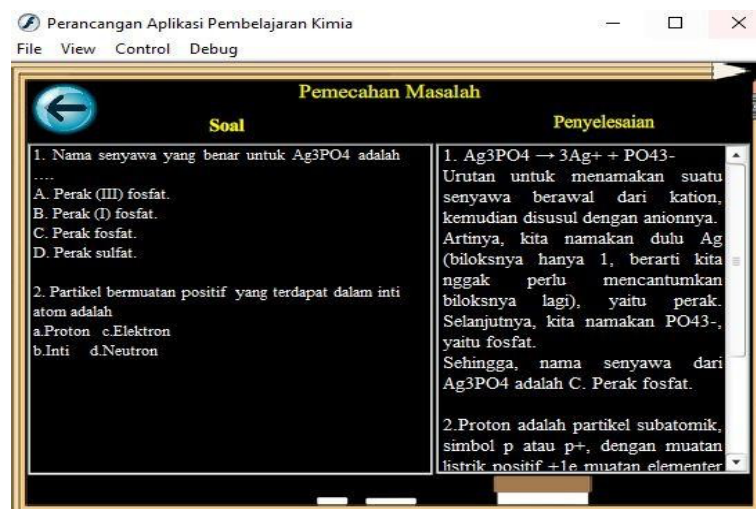 Perancangan Aplikasi Pembelajaran Kimia
File View Control Debug
Pemecahan Masalah
Soal
1. Nama senyawa yang benar untuk Ag3PO4 adalah
....
A. Perak (III) fosfat.
B. Perak (I) fosfat.
C. Perak fosfat.
D. Perak sulfat.
2. Partikel bermuatan positif yang terdapat dalam inti
atom adalah
a.Proton c.Elektron
b.Inti d.Neutron
Penyelesaian
1. Ag3PO4 → 3Ag+ + PO43-
Urutan untuk menamakan suatu
senyawa berawal dari kation,
kemudian disusul dengan anionnya.
Artinya, kita namakan dulu Ag
(biloksnya hanya 1, berarti kita
nggak perlu mencantumkan
biloksnya lagi), yaitu perak.
Selanjutnya, kita namakan PO43-,
yaitu fosfat.
Sehingga, nama senyawa dari
Ag3PO4 adalah C. Perak fosfat.
2.Proton adalah partikel subatomik,
simbol p atau p+, dengan muatan
listrik positif +1e muatan elementer